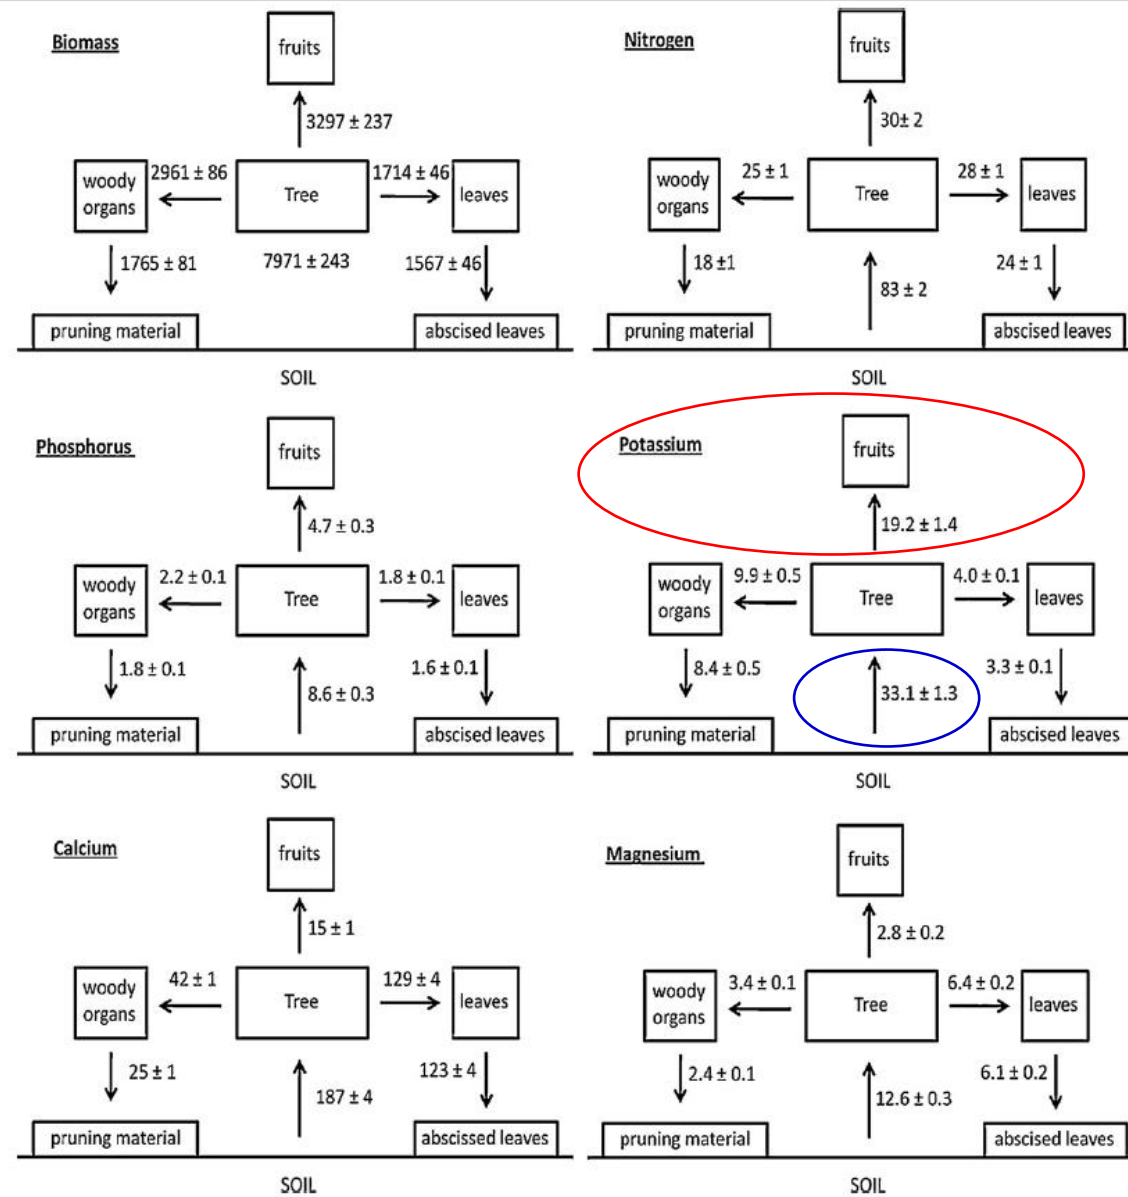 Biomass
fruits
3297 ± 237
2961 ± 86
1714 ± 46
woody
organs
Tree
leaves
1765 ± 81
7971 ± 243
1567 ± 46
pruning material
abscised leaves
SOIL
Nitrogen
fruits
30± 2
25 ± 1
28 ± 1
woody
organs
Tree
leaves
18 ±1
24 ± 1
83 ± 2
pruning material
abscised leaves
SOIL
Phosphorus
fruits
4.7 ± 0.3
2.2 ± 0.1
1.8 ± 0.1
woody
organs
Tree
leaves
1.8 ± 0.1
1.6 ± 0.1
8.6 ± 0.3
pruning material
abscised leaves
SOIL
Potassium
fruits
19.2 ± 1.4
9.9 ± 0.5
4.0 ± 0.1
woody
organs
Tree
leaves
8.4 ± 0.5
3.3 ± 0.1
33.1 ± 1.3
pruning material
abscised leaves
SOIL
Calcium
fruits
15 ± 1
42 ± 1
129 ± 4
woody
organs
Tree
leaves
25 ± 1
123 ± 4
187 ± 4
pruning material
abscissed leaves
SOIL
Magnesium
fruits
2.8 ± 0.2
3.4 ± 0.1
6.4 ± 0.2
woody
organs
Tree
leaves
2.4 ± 0.1
6.1 ± 0.2
12.6 ± 0.3
pruning material
abscised leaves
SOIL